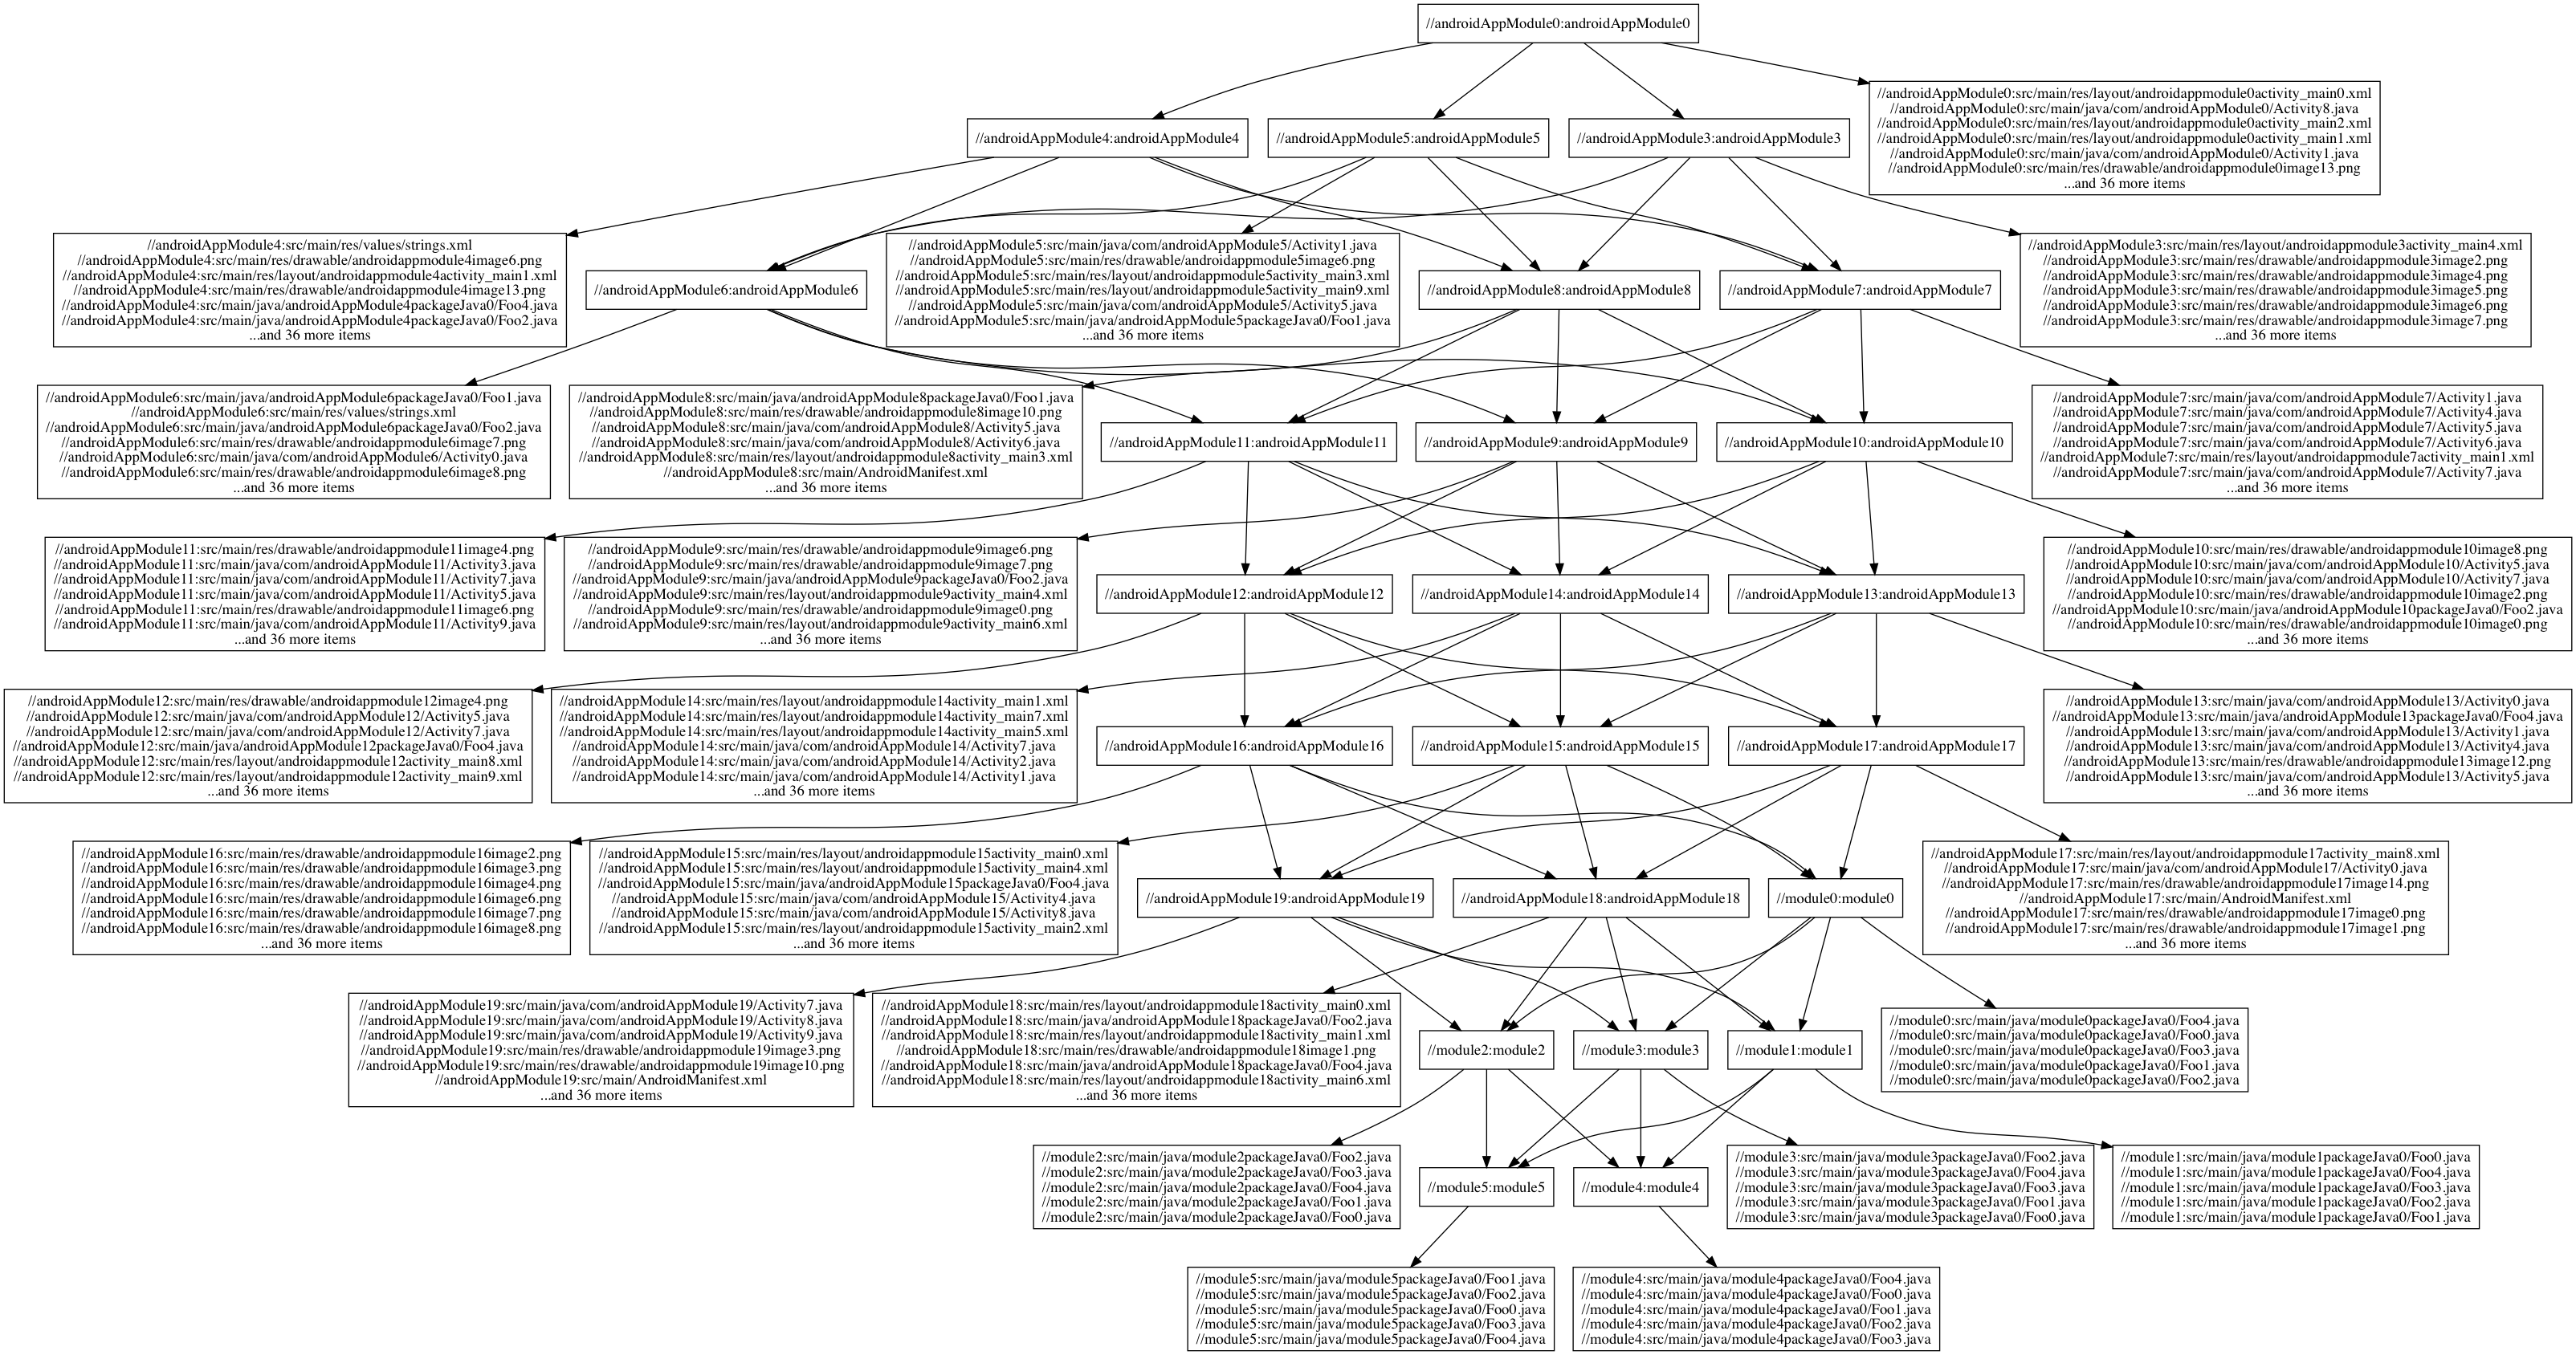 //androidAppModule0:androidAppModule0
//androidAppModule0:src/main/res/layout/androidappmodule0activity_main0.xml
//androidAppModule0:src/main/java/com/androidAppModule0/Activity8.java
//androidAppModule0:src/main/res/layout/androidappmodule0activity_main2.xml
//androidAppModule0:src/main/res/layout/androidappmodule0activity_main1.xml
//androidAppModule0:src/main/java/com/androidAppModule0/Activity1.java
//androidAppModule0:src/main/res/drawable/androidappmodule0image13.png
...and 36 more items
//androidAppModule4:androidAppModule4
//androidAppModule5:androidAppModule5
//androidAppModule3:androidAppModule3
//androidAppModule4:src/main/res/values/strings.xml
//androidAppModule4:src/main/res/drawable/androidappmodule4image6.png
//androidAppModule4:src/main/res/layout/androidappmodule4activity_main1.xml
//androidAppModule4:src/main/res/drawable/androidappmodule4image13.png
//androidAppModule4:src/main/java/androidAppModule4packageJava0/Foo4.java
//androidAppModule4:src/main/java/androidAppModule4packageJava0/Foo2.java
...and 36 more items
//androidAppModule6:androidAppModule6
//androidAppModule5:src/main/java/com/androidAppModule5/Activity1.java
//androidAppModule5:src/main/res/drawable/androidappmodule5image6.png
//androidAppModule5:src/main/res/layout/androidappmodule5activity_main3.xml
//androidAppModule5:src/main/res/layout/androidappmodule5activity_main9.xml
//androidAppModule5:src/main/java/com/androidAppModule5/Activity5.java
//androidAppModule5:src/main/java/androidAppModule5packageJava0/Foo1.java
...and 36 more items
//androidAppModule8:androidAppModule8
//androidAppModule7:androidAppModule7
//androidAppModule3:src/main/res/layout/androidappmodule3activity_main4.xml
//androidAppModule3:src/main/res/drawable/androidappmodule3image2.png
//androidAppModule3:src/main/res/drawable/androidappmodule3image4.png
//androidAppModule3:src/main/res/drawable/androidappmodule3image5.png
//androidAppModule3:src/main/res/drawable/androidappmodule3image6.png
//androidAppModule3:src/main/res/drawable/androidappmodule3image7.png
...and 36 more items
//androidAppModule6:src/main/java/androidAppModule6packageJava0/Foo1.java
//androidAppModule6:src/main/res/values/strings.xml
//androidAppModule6:src/main/java/androidAppModule6packageJava0/Foo2.java
//androidAppModule6:src/main/res/drawable/androidappmodule6image7.png
//androidAppModule6:src/main/java/com/androidAppModule6/Activity0.java
//androidAppModule6:src/main/res/drawable/androidappmodule6image8.png
...and 36 more items
//androidAppModule8:src/main/java/androidAppModule8packageJava0/Foo1.java
//androidAppModule8:src/main/res/drawable/androidappmodule8image10.png
//androidAppModule8:src/main/java/com/androidAppModule8/Activity5.java
//androidAppModule8:src/main/java/com/androidAppModule8/Activity6.java
//androidAppModule8:src/main/res/layout/androidappmodule8activity_main3.xml
//androidAppModule8:src/main/AndroidManifest.xml
...and 36 more items
//androidAppModule11:androidAppModule11
//androidAppModule9:androidAppModule9
//androidAppModule10:androidAppModule10
//androidAppModule7:src/main/java/com/androidAppModule7/Activity1.java
//androidAppModule7:src/main/java/com/androidAppModule7/Activity4.java
//androidAppModule7:src/main/java/com/androidAppModule7/Activity5.java
//androidAppModule7:src/main/java/com/androidAppModule7/Activity6.java
//androidAppModule7:src/main/res/layout/androidappmodule7activity_main1.xml
//androidAppModule7:src/main/java/com/androidAppModule7/Activity7.java
...and 36 more items
//androidAppModule11:src/main/res/drawable/androidappmodule11image4.png
//androidAppModule11:src/main/java/com/androidAppModule11/Activity3.java
//androidAppModule11:src/main/java/com/androidAppModule11/Activity7.java
//androidAppModule11:src/main/java/com/androidAppModule11/Activity5.java
//androidAppModule11:src/main/res/drawable/androidappmodule11image6.png
//androidAppModule11:src/main/java/com/androidAppModule11/Activity9.java
...and 36 more items
//androidAppModule9:src/main/res/drawable/androidappmodule9image6.png
//androidAppModule9:src/main/res/drawable/androidappmodule9image7.png
//androidAppModule9:src/main/java/androidAppModule9packageJava0/Foo2.java
//androidAppModule9:src/main/res/layout/androidappmodule9activity_main4.xml
//androidAppModule9:src/main/res/drawable/androidappmodule9image0.png
//androidAppModule9:src/main/res/layout/androidappmodule9activity_main6.xml
...and 36 more items
//androidAppModule12:androidAppModule12
//androidAppModule14:androidAppModule14
//androidAppModule13:androidAppModule13
//androidAppModule10:src/main/res/drawable/androidappmodule10image8.png
//androidAppModule10:src/main/java/com/androidAppModule10/Activity5.java
//androidAppModule10:src/main/java/com/androidAppModule10/Activity7.java
//androidAppModule10:src/main/res/drawable/androidappmodule10image2.png
//androidAppModule10:src/main/java/androidAppModule10packageJava0/Foo2.java
//androidAppModule10:src/main/res/drawable/androidappmodule10image0.png
...and 36 more items
//androidAppModule12:src/main/res/drawable/androidappmodule12image4.png
//androidAppModule12:src/main/java/com/androidAppModule12/Activity5.java
//androidAppModule12:src/main/java/com/androidAppModule12/Activity7.java
//androidAppModule12:src/main/java/androidAppModule12packageJava0/Foo4.java
//androidAppModule12:src/main/res/layout/androidappmodule12activity_main8.xml
//androidAppModule12:src/main/res/layout/androidappmodule12activity_main9.xml
...and 36 more items
//androidAppModule14:src/main/res/layout/androidappmodule14activity_main1.xml
//androidAppModule14:src/main/res/layout/androidappmodule14activity_main7.xml
//androidAppModule14:src/main/res/layout/androidappmodule14activity_main5.xml
//androidAppModule14:src/main/java/com/androidAppModule14/Activity7.java
//androidAppModule14:src/main/java/com/androidAppModule14/Activity2.java
//androidAppModule14:src/main/java/com/androidAppModule14/Activity1.java
...and 36 more items
//androidAppModule16:androidAppModule16
//androidAppModule15:androidAppModule15
//androidAppModule17:androidAppModule17
//androidAppModule13:src/main/java/com/androidAppModule13/Activity0.java
//androidAppModule13:src/main/java/androidAppModule13packageJava0/Foo4.java
//androidAppModule13:src/main/java/com/androidAppModule13/Activity1.java
//androidAppModule13:src/main/java/com/androidAppModule13/Activity4.java
//androidAppModule13:src/main/res/drawable/androidappmodule13image12.png
//androidAppModule13:src/main/java/com/androidAppModule13/Activity5.java
...and 36 more items
//androidAppModule16:src/main/res/drawable/androidappmodule16image2.png
//androidAppModule16:src/main/res/drawable/androidappmodule16image3.png
//androidAppModule16:src/main/res/drawable/androidappmodule16image4.png
//androidAppModule16:src/main/res/drawable/androidappmodule16image6.png
//androidAppModule16:src/main/res/drawable/androidappmodule16image7.png
//androidAppModule16:src/main/res/drawable/androidappmodule16image8.png
...and 36 more items
//androidAppModule15:src/main/res/layout/androidappmodule15activity_main0.xml
//androidAppModule15:src/main/res/layout/androidappmodule15activity_main4.xml
//androidAppModule15:src/main/java/androidAppModule15packageJava0/Foo4.java
//androidAppModule15:src/main/java/com/androidAppModule15/Activity4.java
//androidAppModule15:src/main/java/com/androidAppModule15/Activity8.java
//androidAppModule15:src/main/res/layout/androidappmodule15activity_main2.xml
...and 36 more items
//androidAppModule19:androidAppModule19
//androidAppModule18:androidAppModule18
//module0:module0
//androidAppModule17:src/main/res/layout/androidappmodule17activity_main8.xml
//androidAppModule17:src/main/java/com/androidAppModule17/Activity0.java
//androidAppModule17:src/main/res/drawable/androidappmodule17image14.png
//androidAppModule17:src/main/AndroidManifest.xml
//androidAppModule17:src/main/res/drawable/androidappmodule17image0.png
//androidAppModule17:src/main/res/drawable/androidappmodule17image1.png
...and 36 more items
//androidAppModule19:src/main/java/com/androidAppModule19/Activity7.java
//androidAppModule19:src/main/java/com/androidAppModule19/Activity8.java
//androidAppModule19:src/main/java/com/androidAppModule19/Activity9.java
//androidAppModule19:src/main/res/drawable/androidappmodule19image3.png
//androidAppModule19:src/main/res/drawable/androidappmodule19image10.png
//androidAppModule19:src/main/AndroidManifest.xml
...and 36 more items
//androidAppModule18:src/main/res/layout/androidappmodule18activity_main0.xml
//androidAppModule18:src/main/java/androidAppModule18packageJava0/Foo2.java
//androidAppModule18:src/main/res/layout/androidappmodule18activity_main1.xml
//androidAppModule18:src/main/res/drawable/androidappmodule18image1.png
//androidAppModule18:src/main/java/androidAppModule18packageJava0/Foo4.java
//androidAppModule18:src/main/res/layout/androidappmodule18activity_main6.xml
...and 36 more items
//module2:module2
//module3:module3
//module1:module1
//module0:src/main/java/module0packageJava0/Foo4.java
//module0:src/main/java/module0packageJava0/Foo0.java
//module0:src/main/java/module0packageJava0/Foo3.java
//module0:src/main/java/module0packageJava0/Foo1.java
//module0:src/main/java/module0packageJava0/Foo2.java
//module2:src/main/java/module2packageJava0/Foo2.java
//module2:src/main/java/module2packageJava0/Foo3.java
//module2:src/main/java/module2packageJava0/Foo4.java
//module2:src/main/java/module2packageJava0/Foo1.java
//module2:src/main/java/module2packageJava0/Foo0.java
//module5:module5
//module4:module4
//module3:src/main/java/module3packageJava0/Foo2.java
//module3:src/main/java/module3packageJava0/Foo4.java
//module3:src/main/java/module3packageJava0/Foo3.java
//module3:src/main/java/module3packageJava0/Foo1.java
//module3:src/main/java/module3packageJava0/Foo0.java
//module1:src/main/java/module1packageJava0/Foo0.java
//module1:src/main/java/module1packageJava0/Foo4.java
//module1:src/main/java/module1packageJava0/Foo3.java
//module1:src/main/java/module1packageJava0/Foo2.java
//module1:src/main/java/module1packageJava0/Foo1.java
//module5:src/main/java/module5packageJava0/Foo1.java
//module5:src/main/java/module5packageJava0/Foo2.java
//module5:src/main/java/module5packageJava0/Foo0.java
//module5:src/main/java/module5packageJava0/Foo3.java
//module5:src/main/java/module5packageJava0/Foo4.java
//module4:src/main/java/module4packageJava0/Foo4.java
//module4:src/main/java/module4packageJava0/Foo0.java
//module4:src/main/java/module4packageJava0/Foo1.java
//module4:src/main/java/module4packageJava0/Foo2.java
//module4:src/main/java/module4packageJava0/Foo3.java